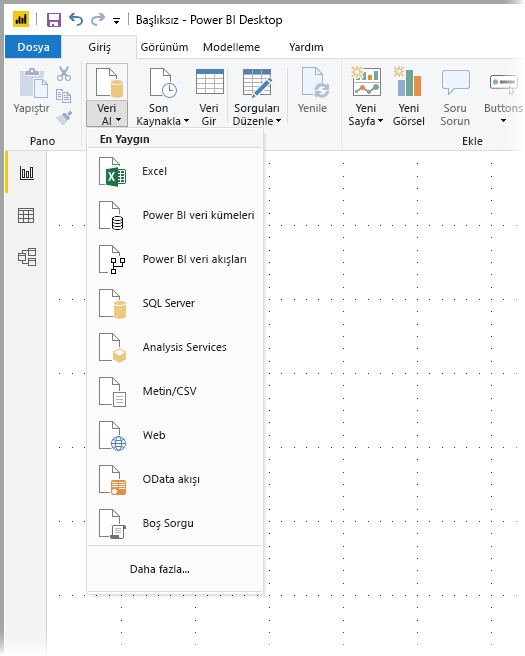 Başlıksız - Power BI Desktop
Dosya Giriş Görünüm Modelleme Yardım
Yapıştır
Veri Al
Son Kaynakla
Veri Gir
Sorguları Düzenle
Yenile
Yeni Sayfa
Yeni Görsel
Soru Sorun
Buttons
Pano
Ekle
En Yaygın
Excel
Power BI veri kümeleri
Power BI veri akışları
SQL Server
Analysis Services
Metin/CSV
Web
OData akışı
Boş Sorgu
Daha fazla...